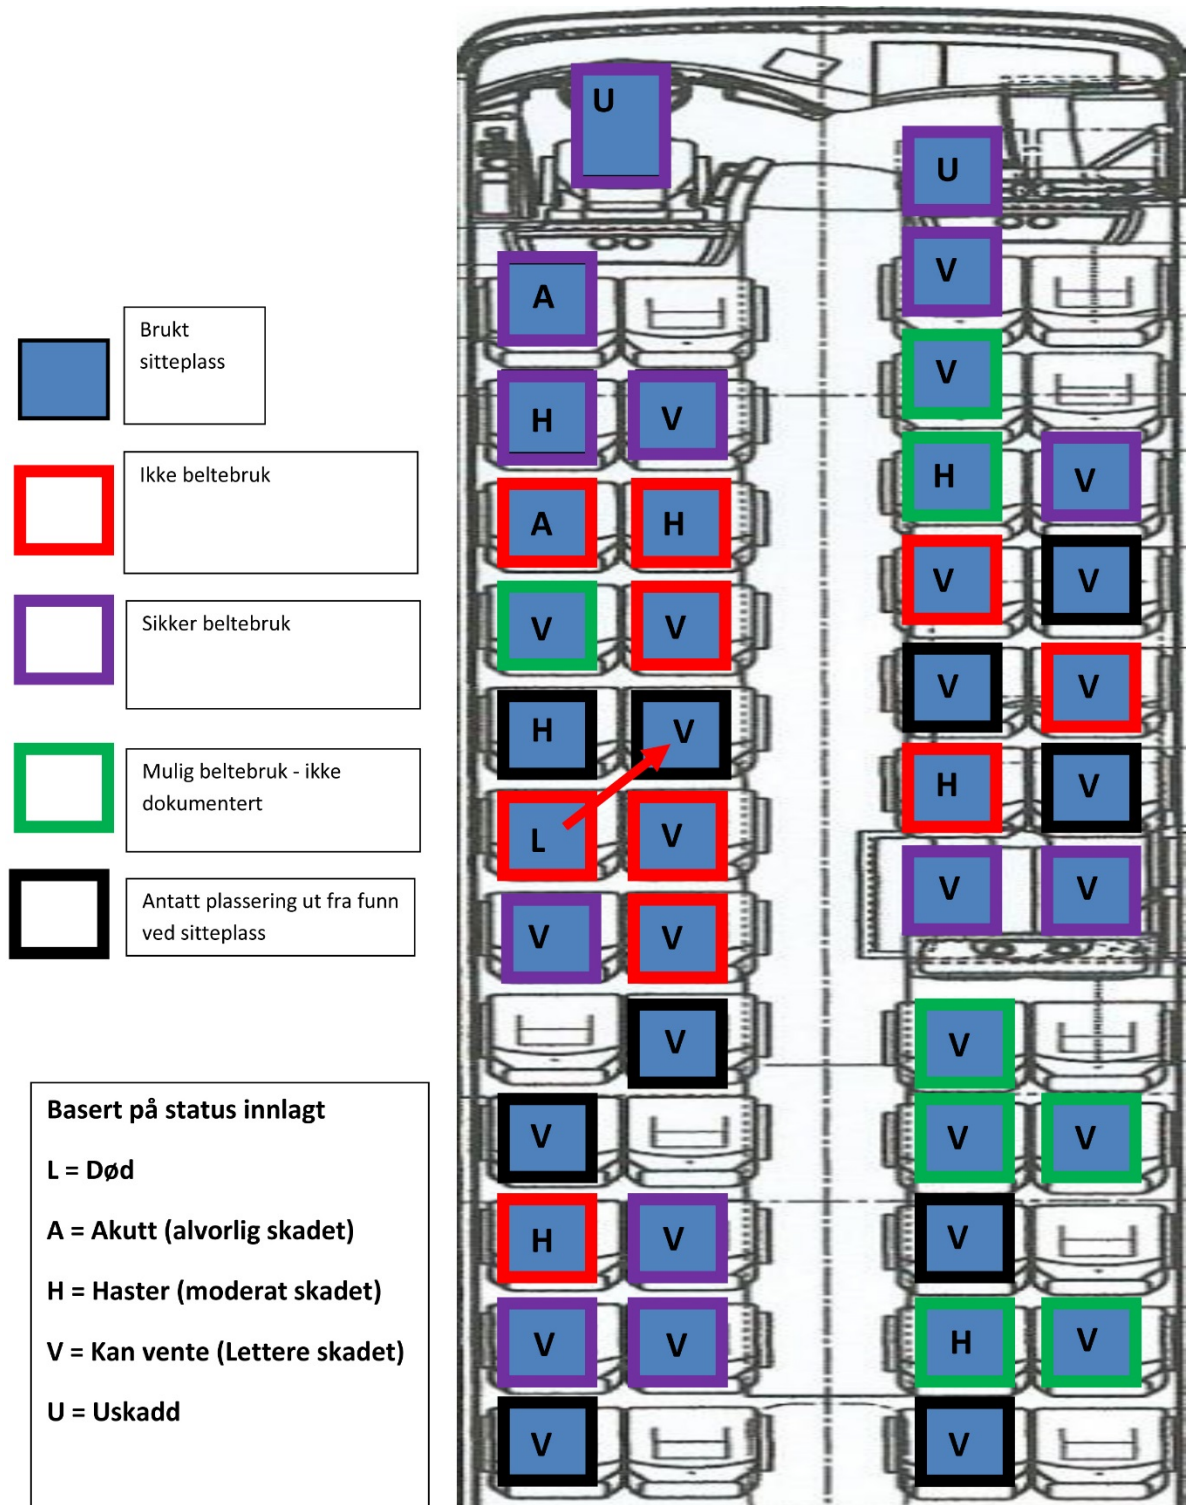 U
U
V
A
V
H
V
H
V
A
H
V
V
V
V
V
V
H
V
H
V
L
V
V
V
V
V
V
V
V
V
V
H
V
V
V
V
H
V
V
V
Brukt
sitteplass
Ikke beltebruk
Sikker beltebruk
Mulig beltebruk - ikke
dokumentert
Antatt plassering ut fra funn
ved sitteplass
Basert på status innlagt
L = Død
A = Akutt (alvorlig skadet)
H = Haster (moderat skadet)
V = Kan vente (Lettere skadet)
U = Uskadd